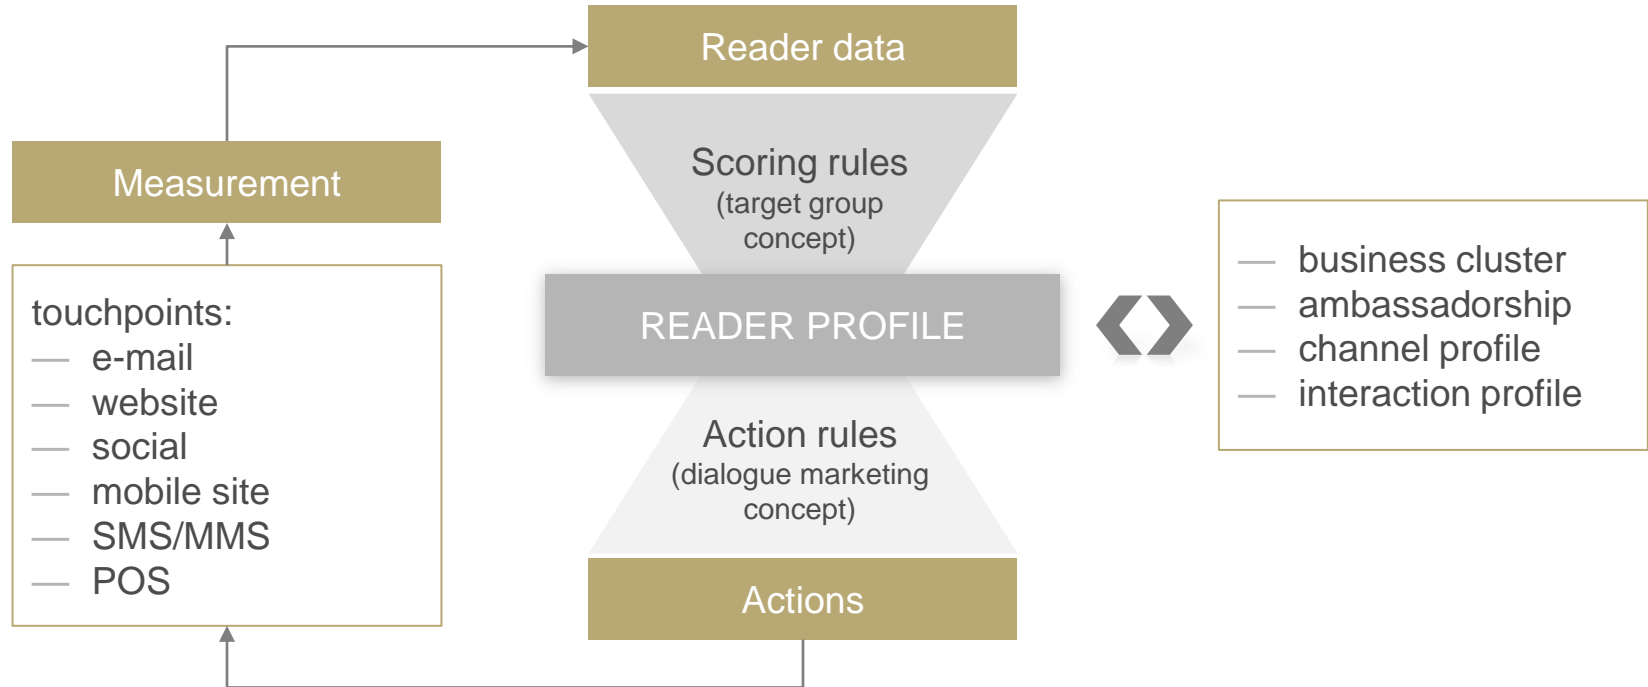 Reader data
Measurement
Scoring rules
(target group
concept)
touchpoints:
— e-mail
— website
— social
— mobile site
— SMS/MMS
— POS
READER PROFILE
— business cluster
— ambassadorship
— channel profile
— interaction profile
Action rules
(dialogue marketing
concept)
Actions